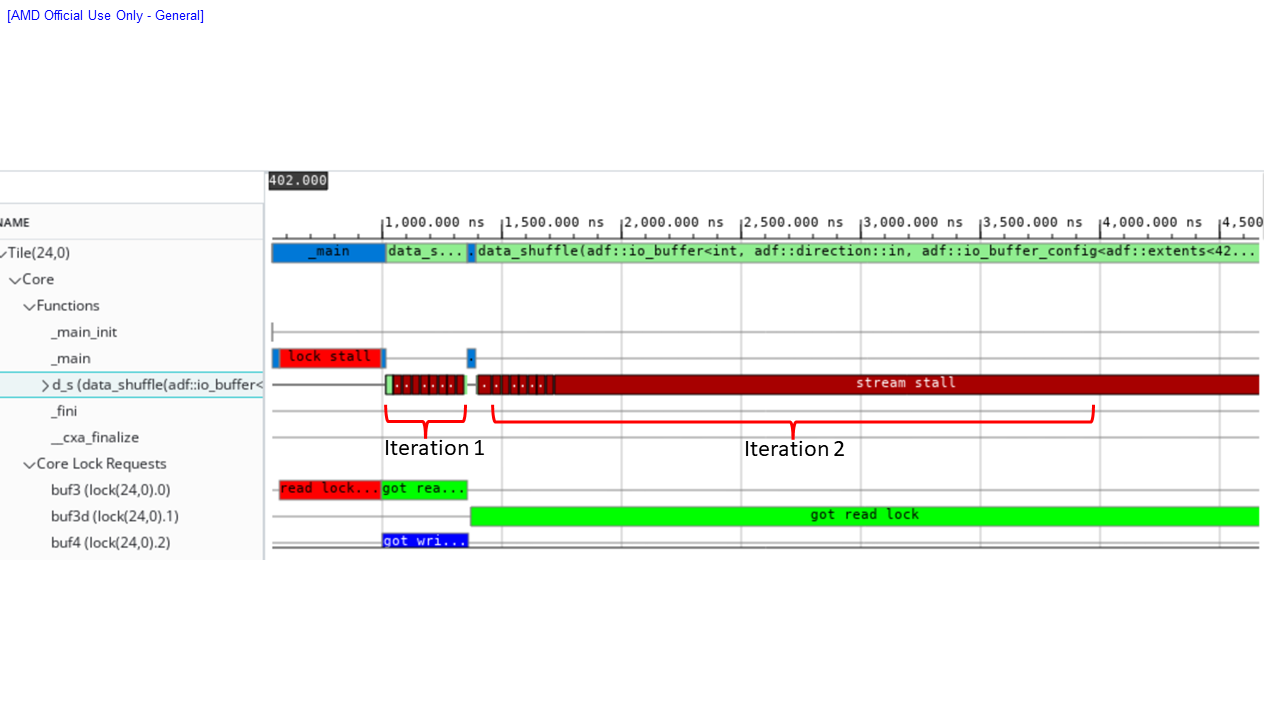 [AMD Official Use Only - General]
402.000
NAME
1,000.000 ns 1,500.000 ns 2,000.000 ns 2,500.000 ns 3,000.000 ns 3,500.000 ns 4,000.000 ns 4,500
Tile(24,0) _main data_s... . data_shuffle(adf::io_buffer<int, adf::direction::in, adf::io_buffer_config<adf::extents<42...
Core
Functions
_main_init
_main lock stall .
d_s (data_shuffle(adf::io_buffer< stream stall
_fini
__cxa_finalize
Iteration 1 Iteration 2
Core Lock Requests
buf3 (lock(24,0).0) read lock... got rea...
buf3d (lock(24,0).1) got read lock
buf4 (lock(24,0).2) got wri...